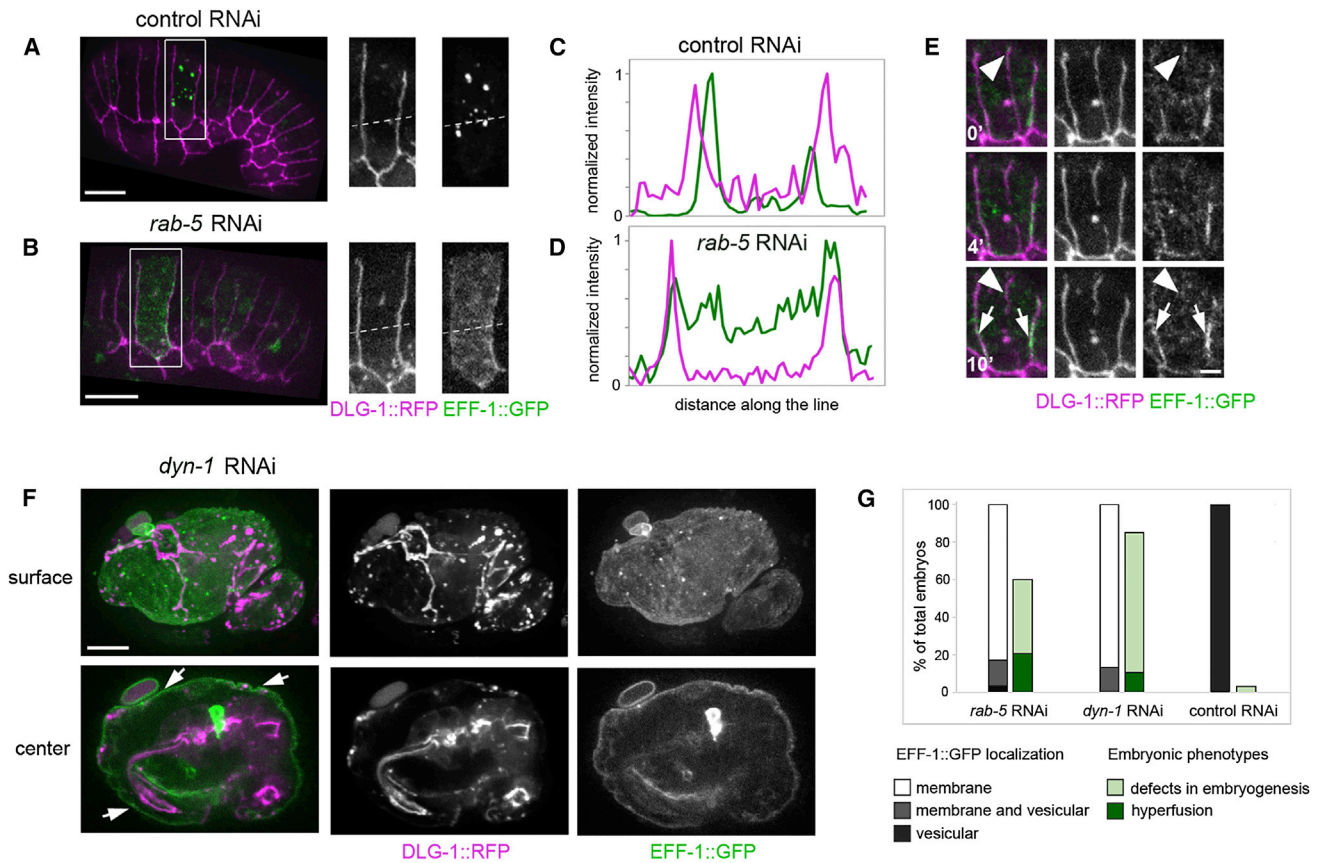 control RNAi
A
rab-5 RNAi
B
DLG-1::RFP EFF-1::GFP
C
control RNAi
normalized intensity
1
0
D
rab-5 RNAi
normalized intensity
1
0
distance along the line
E
0'
4'
10'
DLG-1::RFP EFF-1::GFP
dyn-1 RNAi
F
surface
center
DLG-1::RFP EFF-1::GFP
G
% of total embryos
100
80
60
40
20
0
rab-5 RNAi dyn-1 RNAi control RNAi
EFF-1::GFP localization
membrane
membrane and vesicular
vesicular
Embryonic phenotypes
defects in embryogenesis
hyperfusion